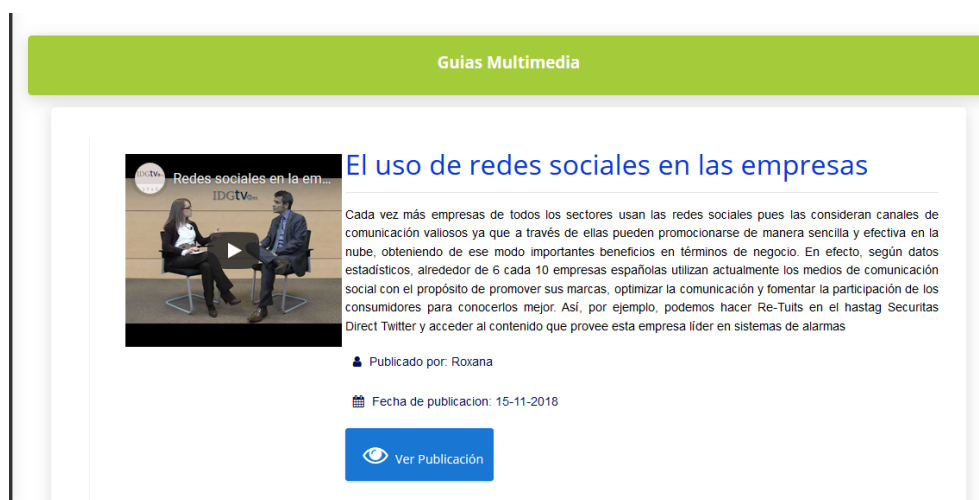 Guias Multimedia
Redes sociales en la em...
IDGtv
IDGtv
El uso de redes sociales en las empresas
Cada vez más empresas de todos los sectores usan las redes sociales pues las consideran canales de
comunicación valiosos ya que a través de ellas pueden promocionarse de manera sencilla y efectiva en la
nube, obteniendo de ese modo importantes beneficios en términos de negocio. En efecto, según datos
estadísticos, alrededor de 6 cada 10 empresas españolas utilizan actualmente los medios de comunicación
social con el propósito de promover sus marcas, optimizar la comunicación y fomentar la participación de los
consumidores para conocerlos mejor. Así, por ejemplo, podemos hacer Re-Tuits en el hastag Securitas
Direct Twitter y acceder al contenido que provee esta empresa líder en sistemas de alarmas
Publicado por: Roxana
Fecha de publicacion: 15-11-2018
Ver Publicación